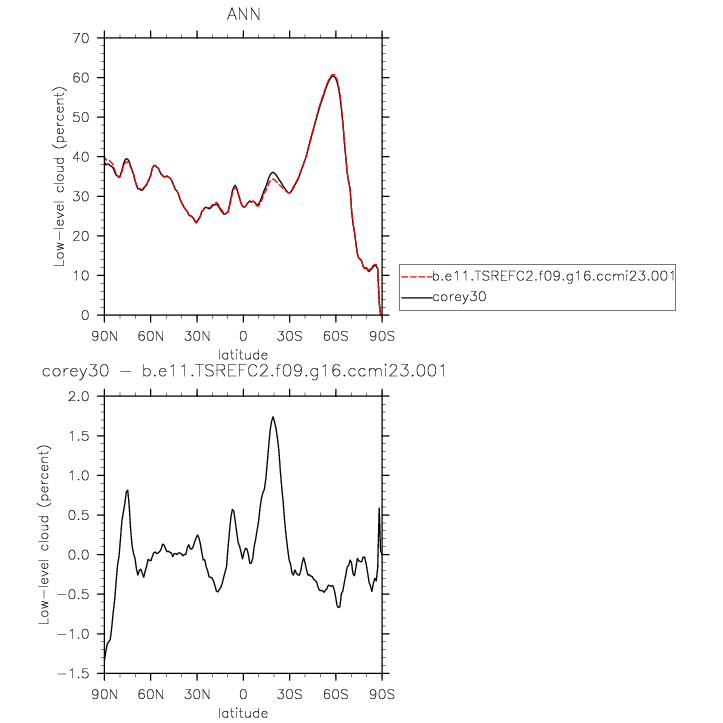 ANN
Low-level cloud (percent)
70
60
50
40
30
20
10
0
90N 60N 30N 0 30S 60S 90S
latitude
b.e11.TSREFC2.f09.g16.ccmi23.001
corey30
corey30 - b.e11.TSREFC2.f09.g16.ccmi23.001
Low-level cloud (percent)
2.0
1.5
1.0
0.5
0.0
-0.5
-1.0
-1.5
90N 60N 30N 0 30S 60S 90S
latitude